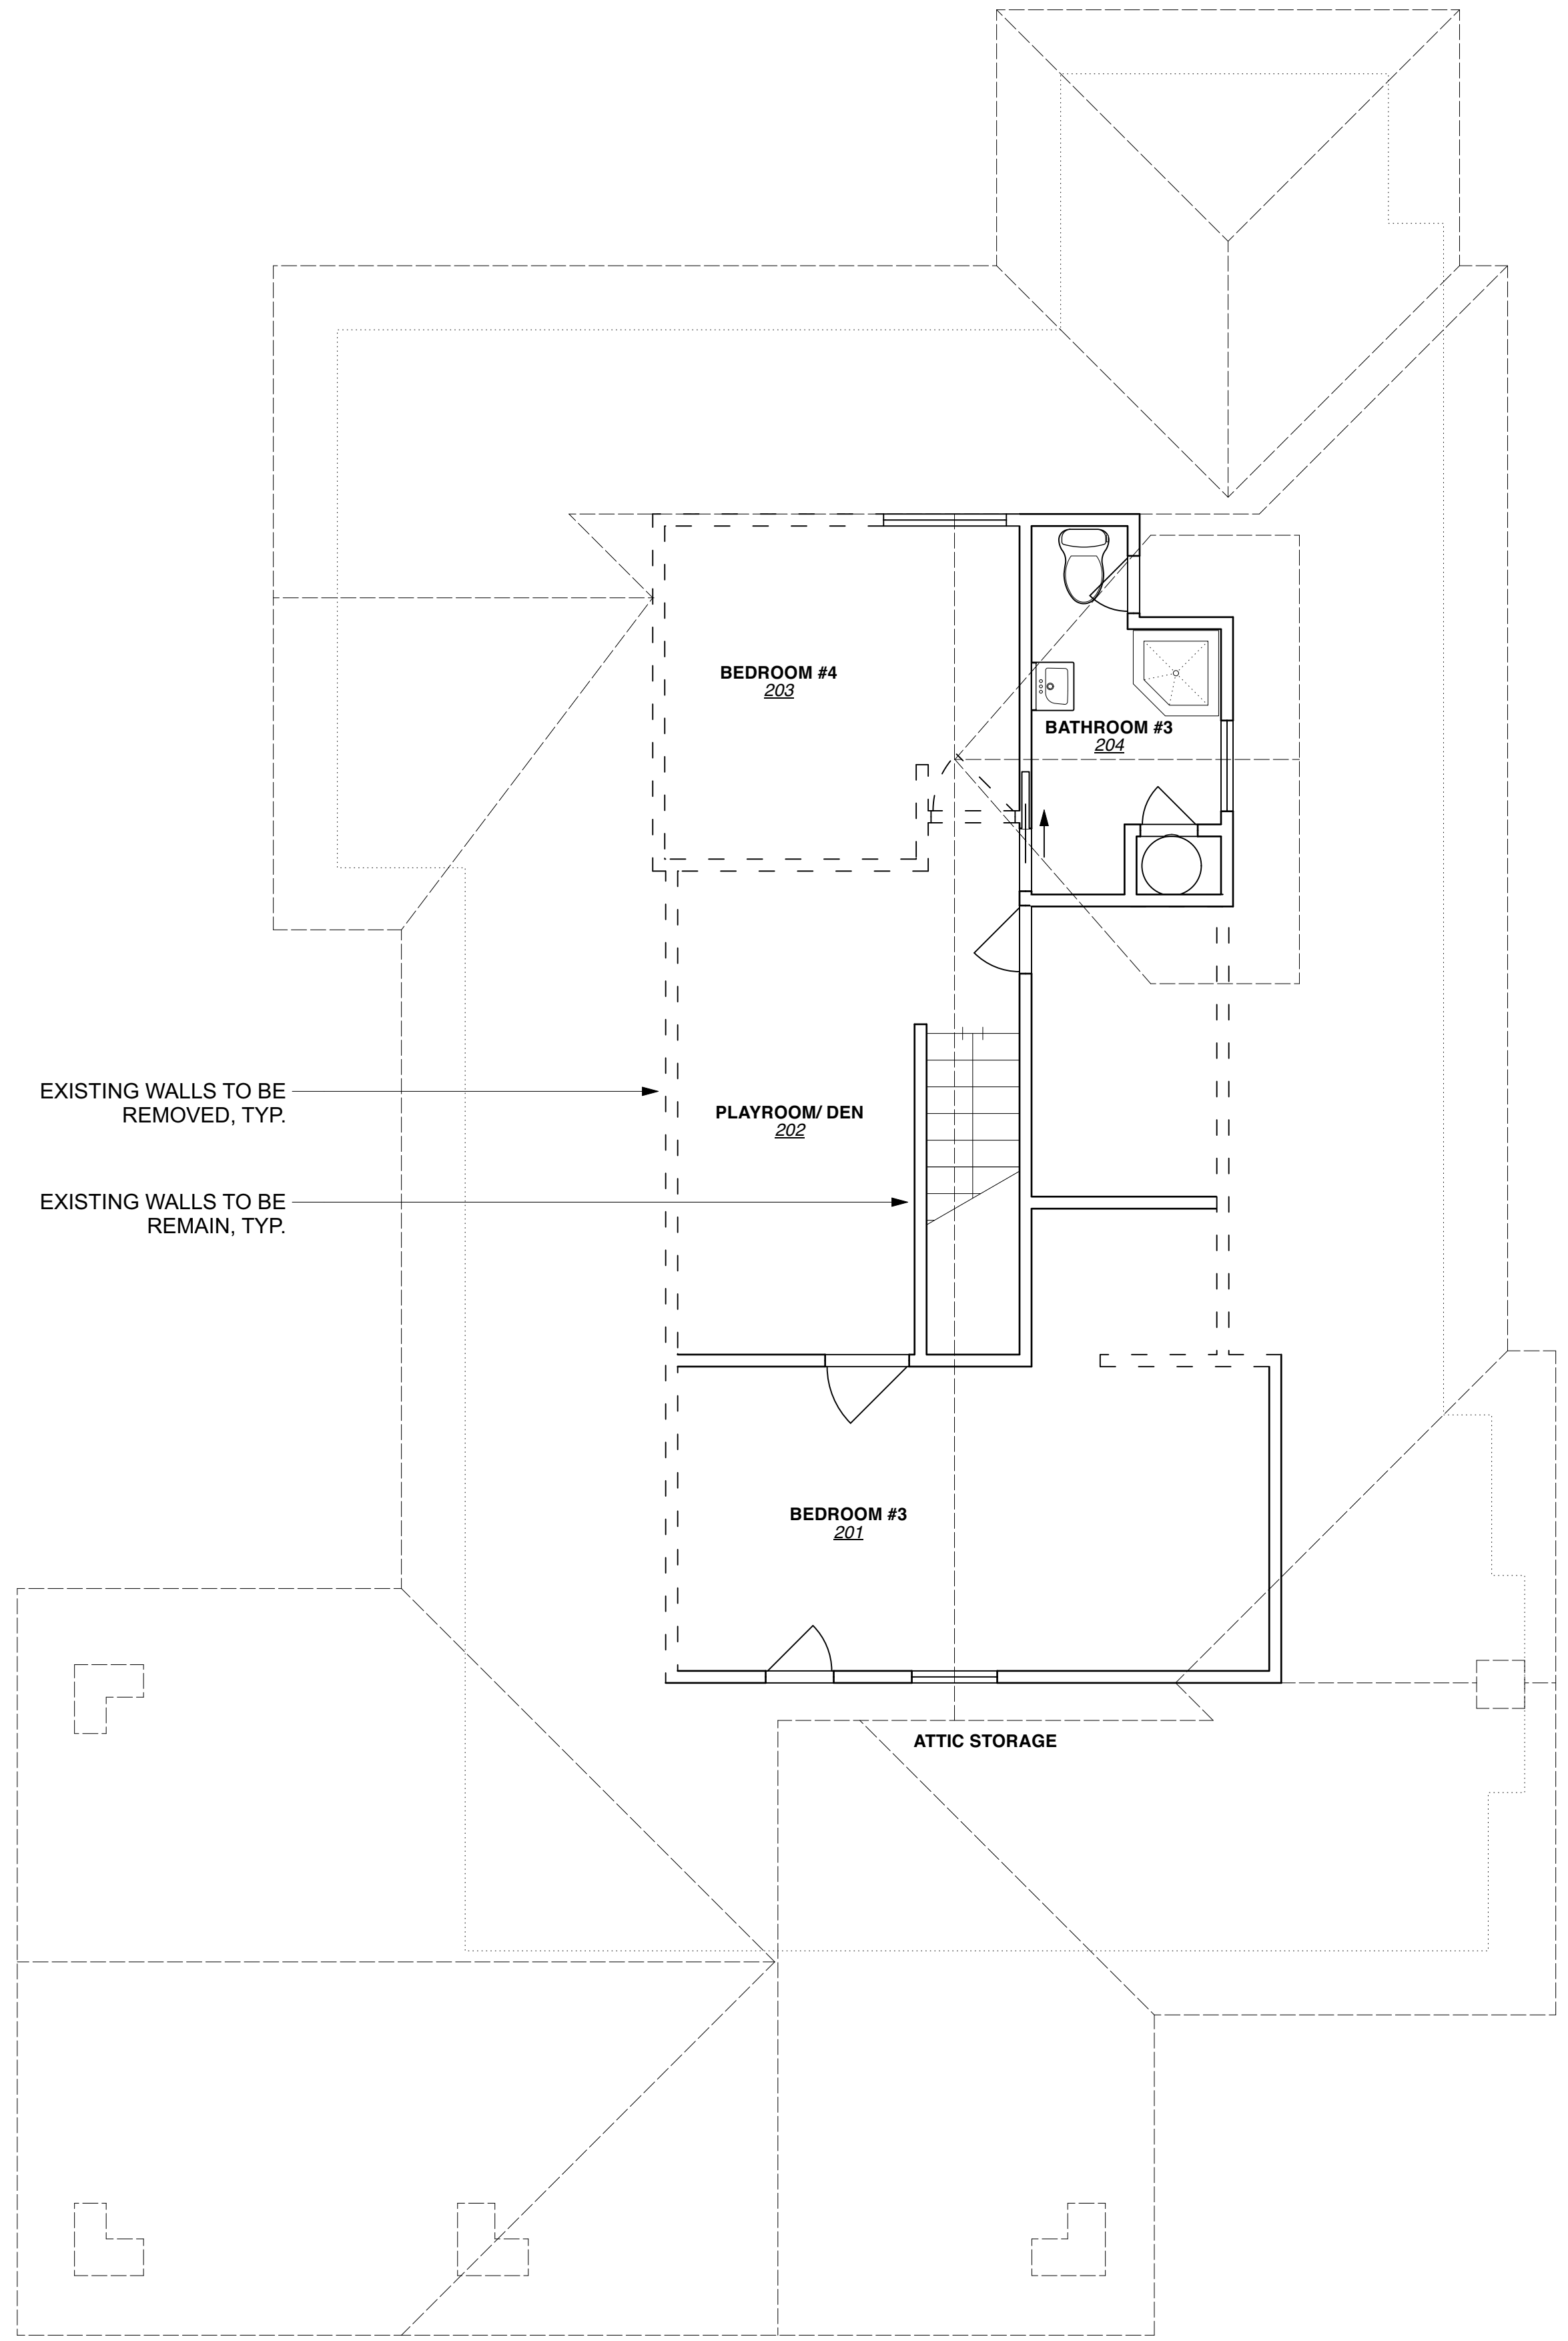 BEDROOM #4
203
BATHROOM #3
204
EXISTING WALLS TO BE
REMOVED, TYP.
PLAYROOM/ DEN
202
EXISTING WALLS TO BE
REMAIN, TYP.
BEDROOM #3
201
ATTIC STORAGE